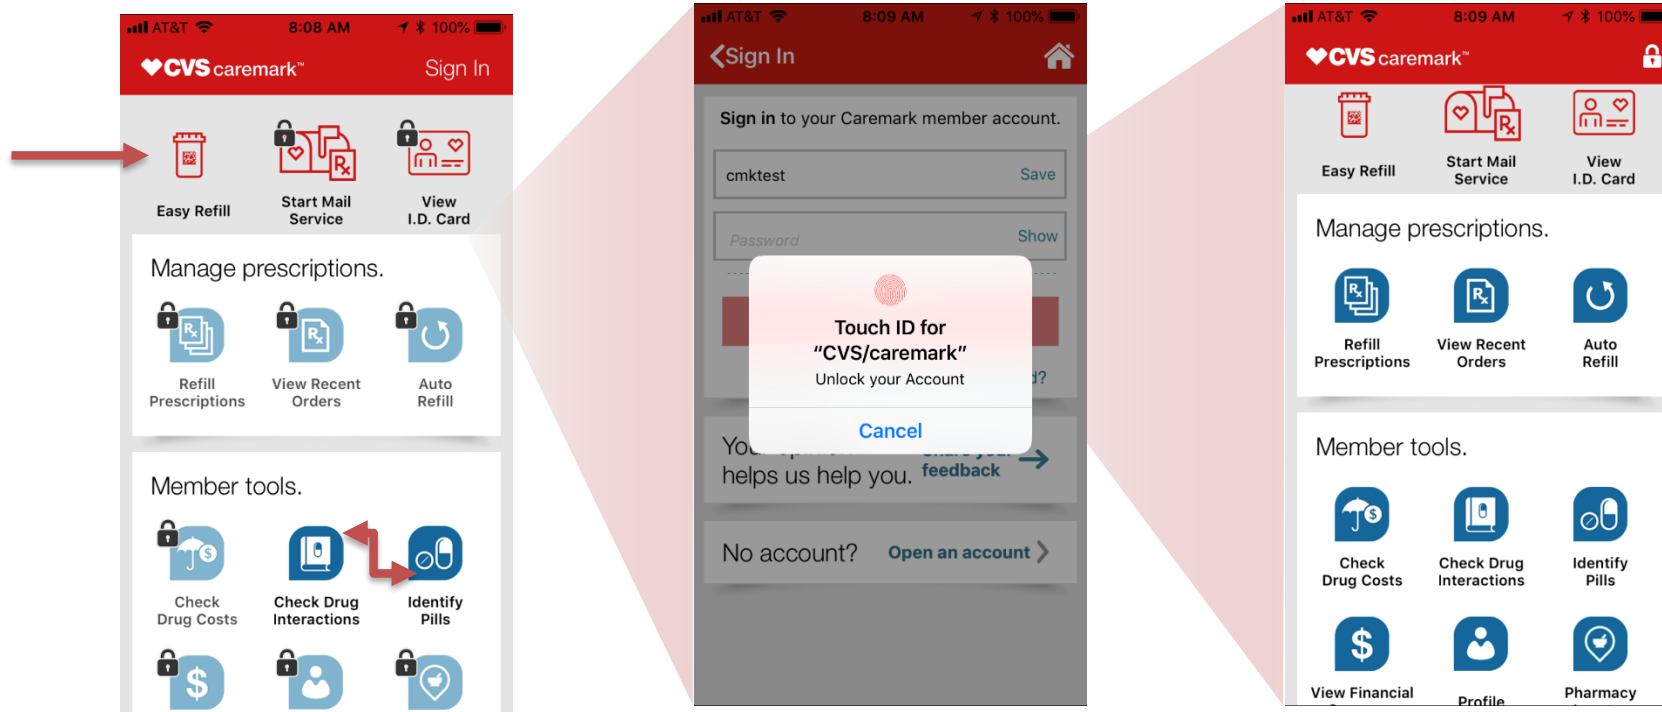 AT&T 8:08 AM 100%
CVS caremark™ Sign In
Easy Refill
Start Mail
Service
View
I.D. Card
Manage prescriptions.
Refill
Prescriptions
View Recent
Orders
Auto
Refill
Member tools.
Check
Drug Costs
Check Drug
Interactions
Identify
Pills
AT&T 8:09 AM 100%
Sign In
Sign in to your Caremark member account.
cmktest Save
Password Show
Touch ID for
“CVS/caremark”
Unlock your Account
Cancel
d?
helps us help you.
feedback
No account? Open an account
AT&T 8:09 AM 100%
CVS caremark™
Easy Refill
Start Mail
Service
View
I.D. Card
Manage prescriptions.
Refill
Prescriptions
View Recent
Orders
Auto
Refill
Member tools.
Check
Drug Costs
Check Drug
Interactions
Identify
Pills
View Financial
Profile
Pharmacy